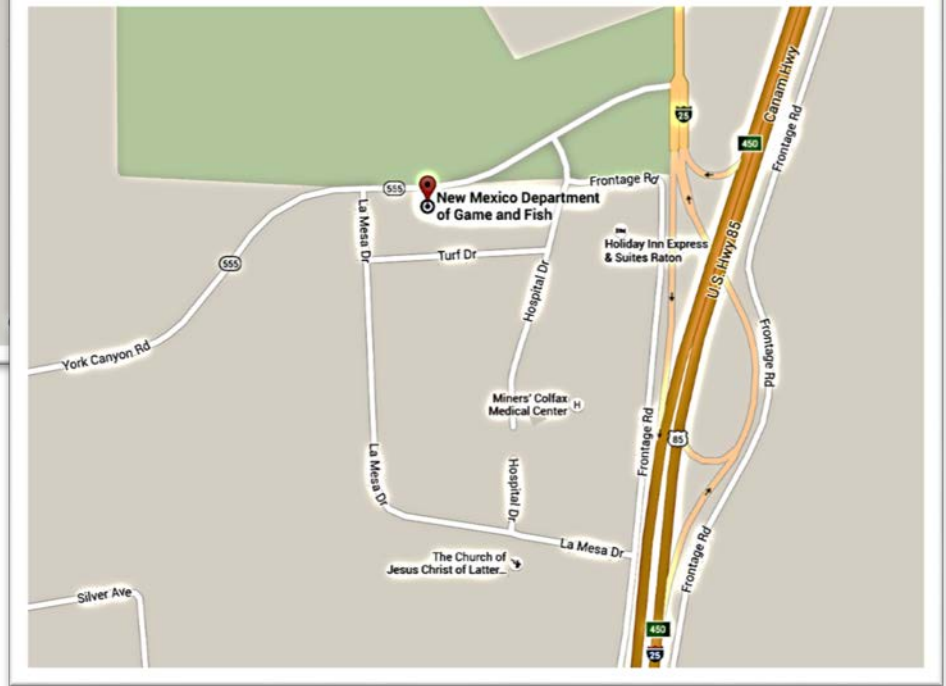 25
Canam Hwy
450
Frontage Rd
555
Frontage Rd
New Mexico Department
of Game and Fish
La Mesa Dr
Holiday Inn Express
& Suites Raton
Turf Dr
U.S. Hwy 85
555
Hospital Dr
York Canyon Rd
Frontage Rd
Miners' Colfax
Medical Center
H
Frontage Rd
85
La Mesa Dr
Hospital Dr
La Mesa Dr
The Church of
Jesus Christ of Latter...
Frontage Rd
Silver Ave
450
25